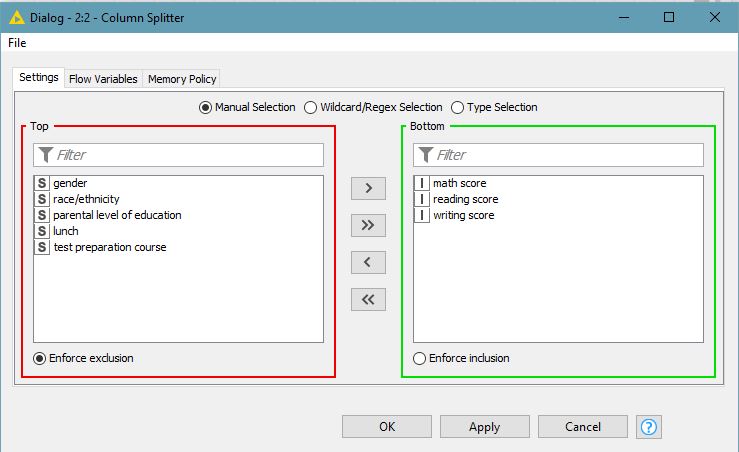 Dialog - 2:2 - Column Splitter
File
Settings Flow Variables Memory Policy
Manual Selection Wildcard/Regex Selection Type Selection
Top
Filter
S gender
S race/ethnicity
S parental level of education
S lunch
S test preparation course
Enforce exclusion
>
>>
<
<<
Bottom
Filter
I math score
I reading score
I writing score
Enforce inclusion
OK Apply Cancel ?